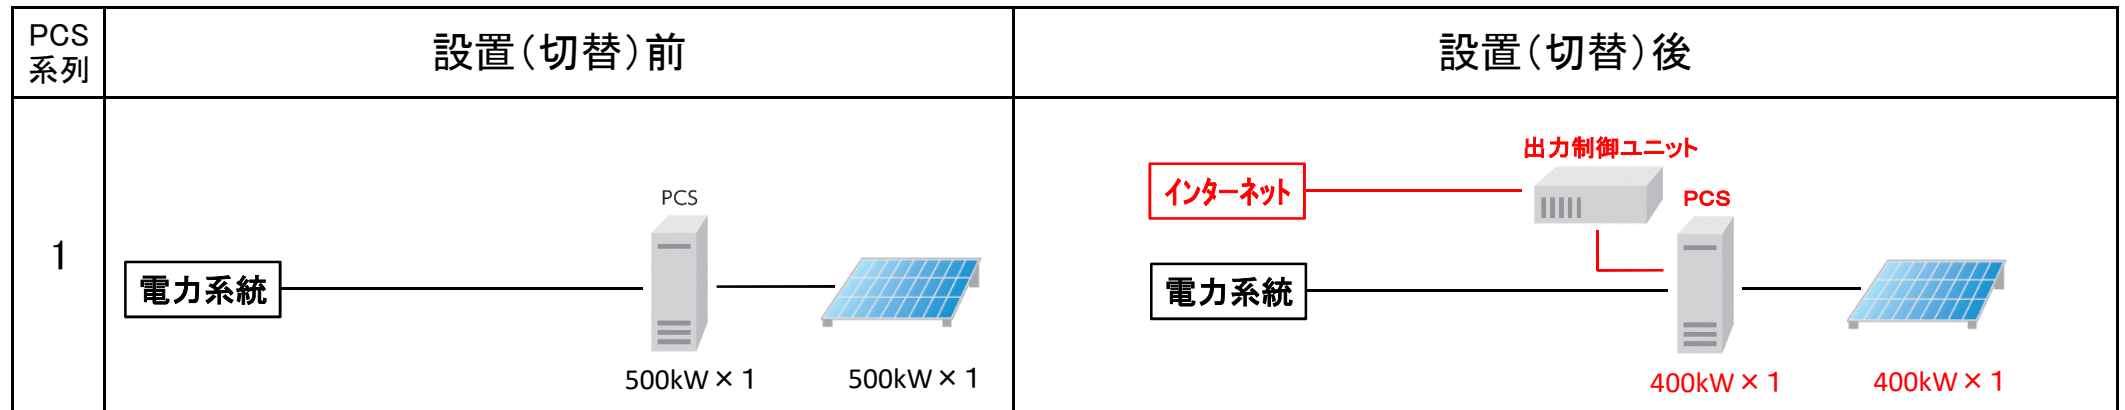 PCS
系列
設置（切替）前
設置（切替）後
1
電力系統
PCS
500kW × 1
500kW × 1
インターネット
出力制御ユニット
PCS
電力系統
400kW × 1
400kW × 1